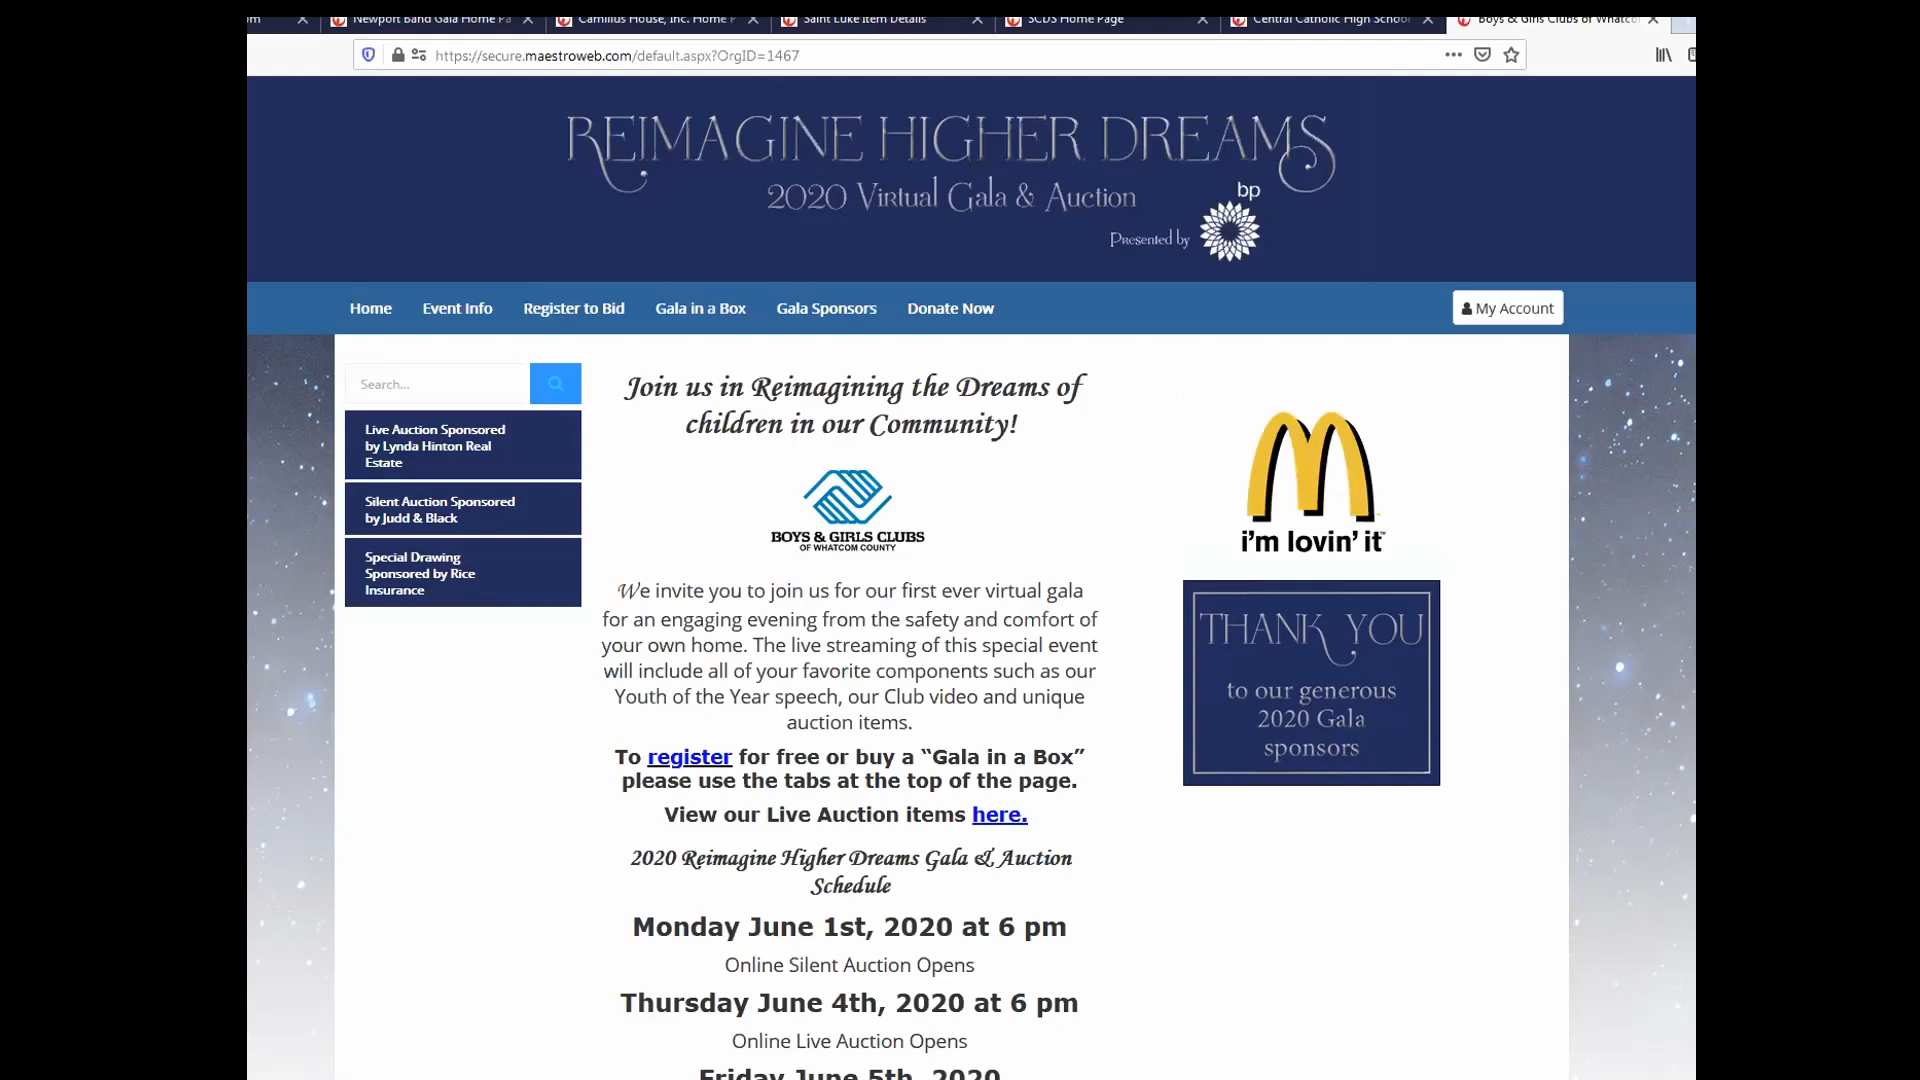 Newport Band Gala Home Pa
Camillus House, Inc. Home P
Saint Luke Item Details
SCDS Home Page
Central Catholic High School
Boys & Girls Clubs of Whatco
https://secure.maestroweb.com/default.aspx?OrgID=1467
REIMAGINE HIGHER DREAMS
2020 Virtual Gala & Auction
bp
Presented by
Home
Event Info
Register to Bid
Gala in a Box
Gala Sponsors
Donate Now
My Account
Search...
Live Auction Sponsored
by Lynda Hinton Real
Estate
Silent Auction Sponsored
by Judd & Black
Special Drawing
Sponsored by Rice
Insurance
Join us in Reimagining the Dreams of
children in our Community!
BOYS & GIRLS CLUBS
OF WHATCOM COUNTY
We invite you to join us for our first ever virtual gala
for an engaging evening from the safety and comfort of
your own home. The live streaming of this special event
will include all of your favorite components such as our
Youth of the Year speech, our Club video and unique
auction items.
To register for free or buy a “Gala in a Box”
please use the tabs at the top of the page.
View our Live Auction items here.
2020 Reimagine Higher Dreams Gala & Auction
Schedule
Monday June 1st, 2020 at 6 pm
Online Silent Auction Opens
Thursday June 4th, 2020 at 6 pm
Online Live Auction Opens
Friday June 5th, 2020
i'm lovin' it™
THANK YOU
to our generous
2020 Gala
sponsors